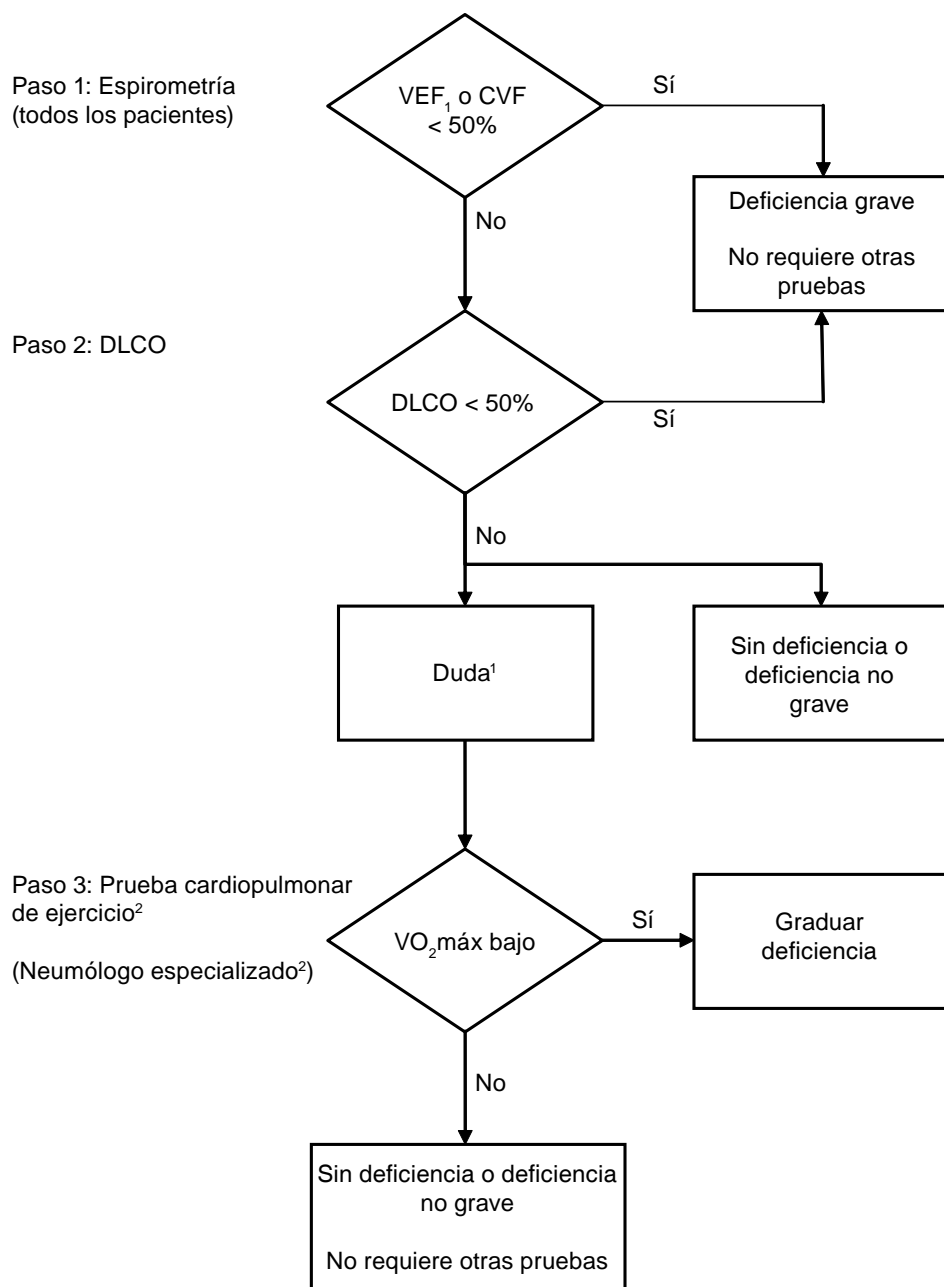 Paso 1: Espirometría
(todos los pacientes)
VEF₁ o CVF
< 50%
Sí
No
Deficiencia grave
No requiere otras
pruebas
Paso 2: DLCO
DLCO < 50%
Sí
No
Duda¹
Sin deficiencia o
deficiencia no
grave
Paso 3: Prueba cardiopulmonar
de ejercicio²
(Neumólogo especializado²)
VO₂máx bajo
Sí
Graduar
deficiencia
No
Sin deficiencia o deficiencia
no grave
No requiere otras pruebas